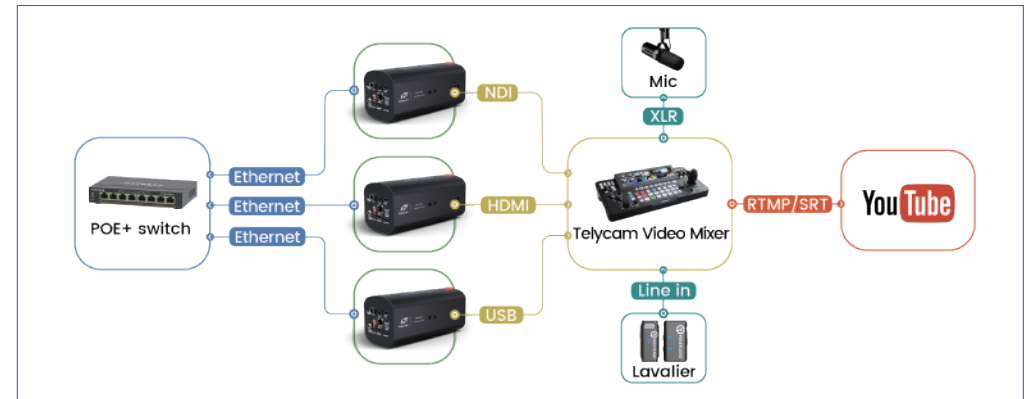 Mic
XLR
NDI
Ethernet
POE+ switch
Ethernet
HDMI
Telycam Video Mixer
RTMP/SRT
YouTube
Ethernet
USB
Line in
Lavalier